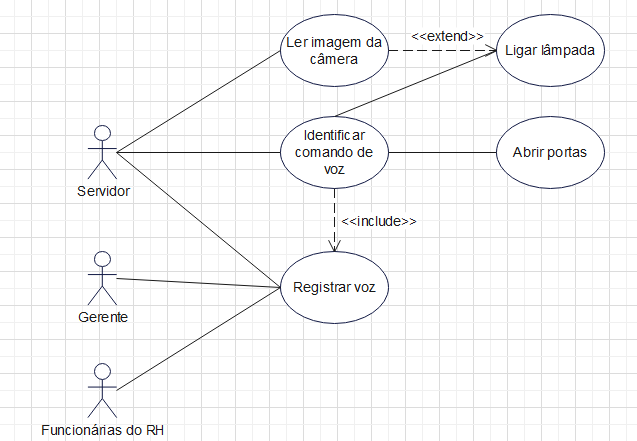 Ler imagem da
câmera
<<extend>>
Ligar lâmpada
Identificar
comando de
voz
Abrir portas
Servidor
<<include>>
Registrar voz
Gerente
Funcionárias do RH